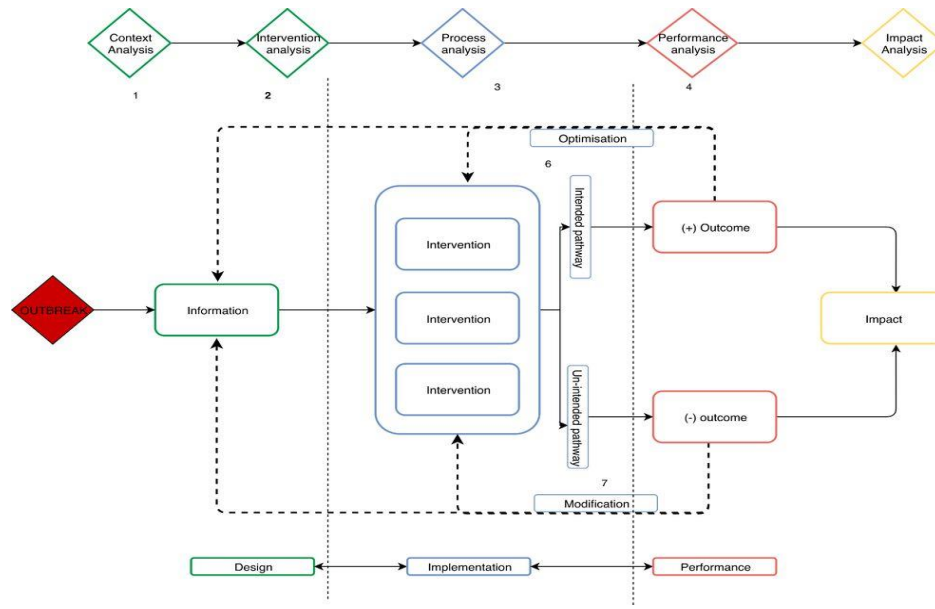 Context
Analysis
Intervention
analysis
Process
analysis
Performance
analysis
Impact
Analysis
1
2
3
4
Optimisation
6
Intended pathway
(+) Outcome
Intervention
OUTBREAK
Information
Intervention
Impact
Intervention
Un-intended pathway
(-) outcome
7
Modification
Design
Implementation
Performance